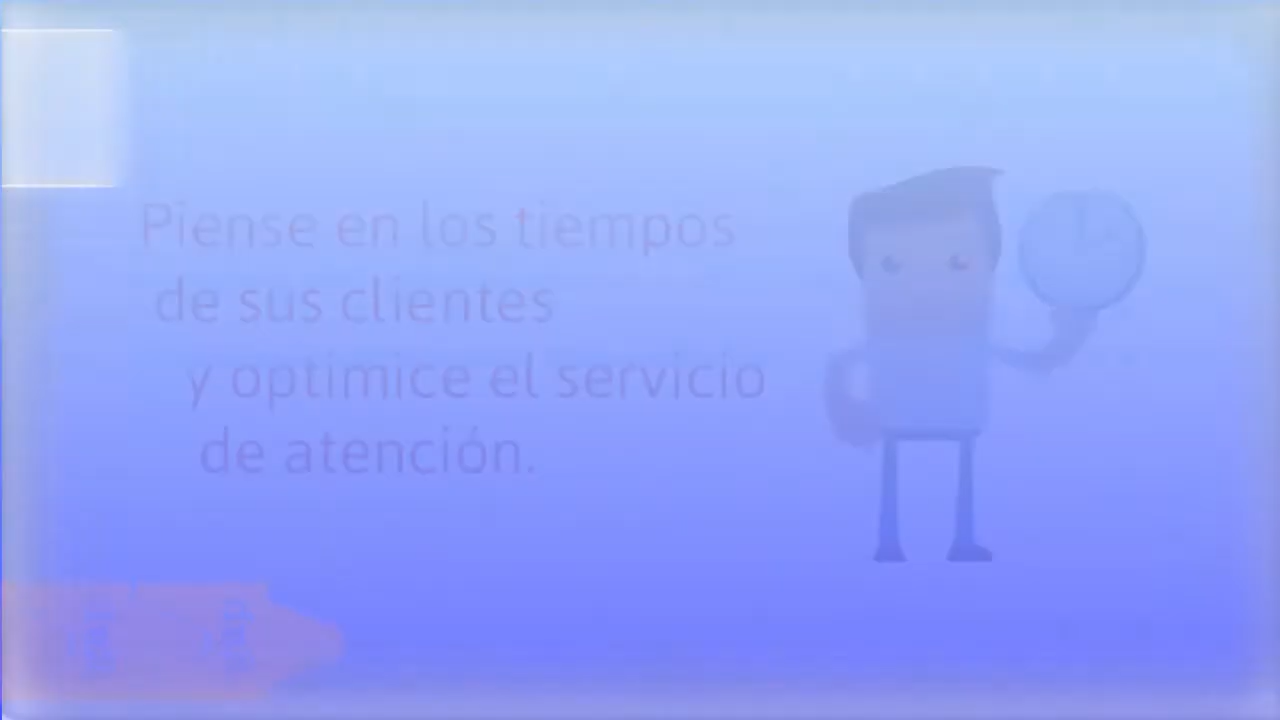 Piense en los tiempos
de sus clientes
y optimice el servicio
de atención.